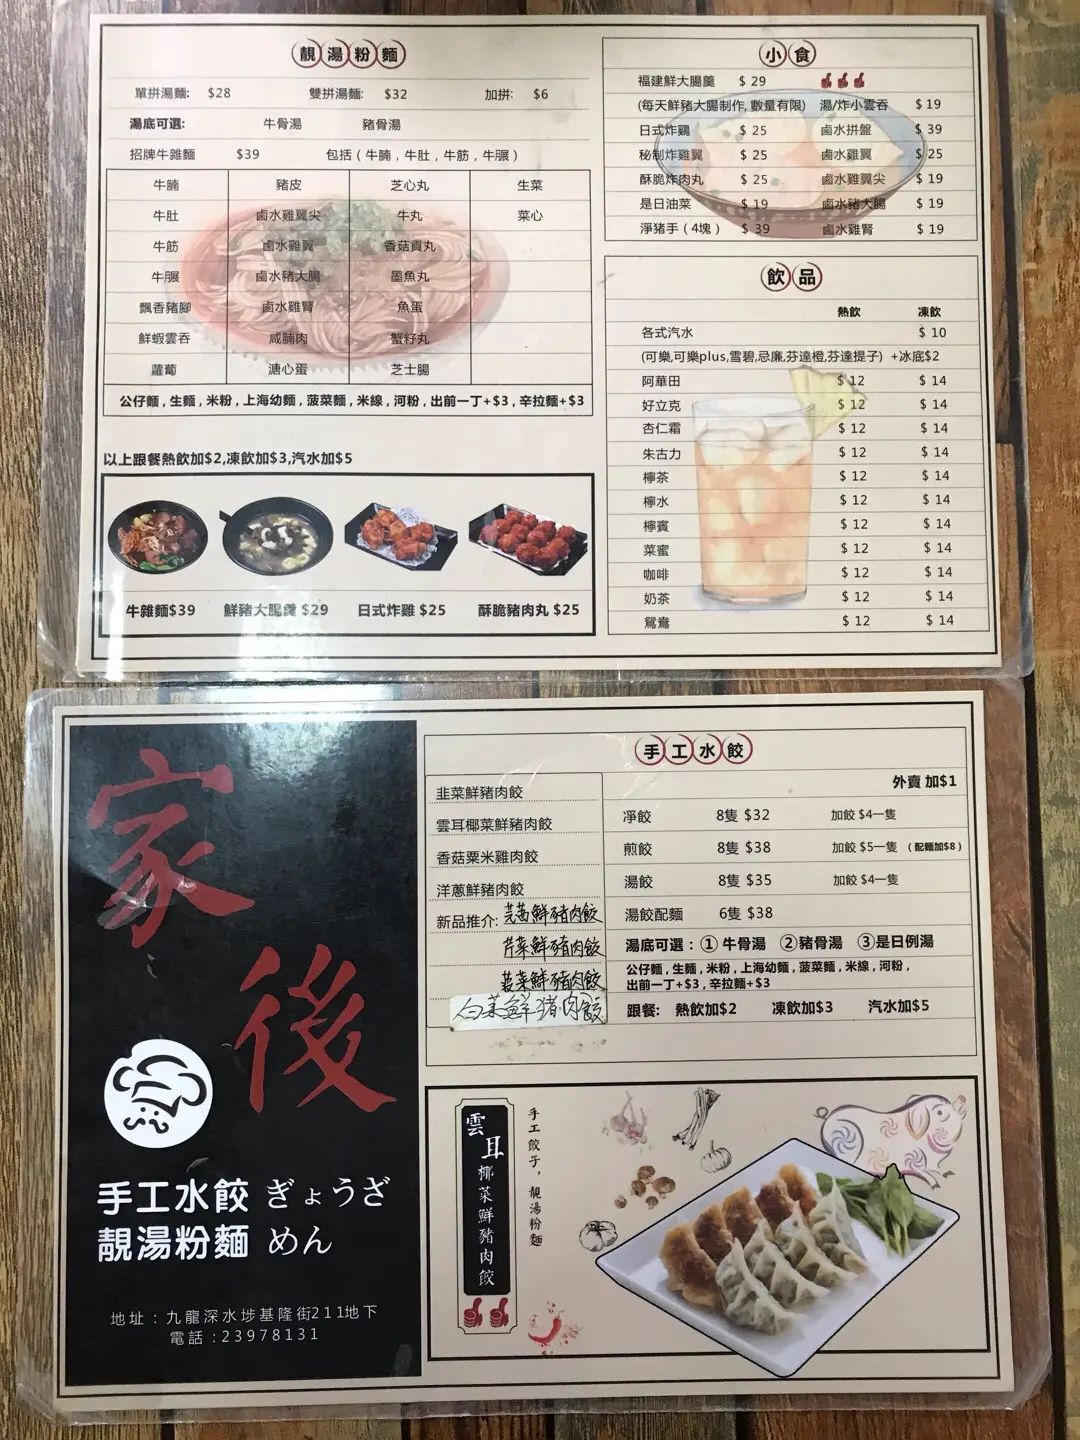 靚湯粉麵
單拼湯麵: $28 雙拼湯麵: $32 加拼: $6
湯底可選: 牛骨湯 豬骨湯
招牌牛雜麵 $39 包括 ( 牛腩 , 牛肚 , 牛筋 , 牛𦟌 )
牛腩 豬皮 芝心丸 生菜
牛肚 鹵水雞翼尖 牛丸 菜心
牛筋 鹵水雞翼 香菇貢丸
鹵水豬大腸 墨魚丸
飄香豬腳 鹵水雞腎 魚蛋
鮮蝦雲吞 咸腩肉 蟹籽丸
蘿蔔 溏心蛋 芝士腸
公仔麵 , 生麵 , 米粉 , 上海幼麵 , 菠菜麵 , 米線 , 河粉 , 出前一丁+$3 , 辛拉麵+$3
以上跟餐熱飲加$2,凍飲加$3,汽水加$5
牛雜麵$39 鮮豬大腸羹 $29 日式炸雞 $25 酥脆豬肉丸 $25
小食
福建鮮大腸羹 $ 29
(每天鮮豬大腸制作, 數量有限) 湯/炸小雲吞 $ 19
日式炸鷄 $ 25 鹵水拼盤 $ 39
秘制炸雞翼 $ 25 鹵水雞翼 $ 25
酥脆炸肉丸 $ 25 鹵水雞翼尖 $ 19
是日油菜 $ 19 鹵水豬大腸 $ 19
淨豬手 ( 4塊 ) $ 39 鹵水雞腎 $ 19
飲品
熱飲 凍飲
各式汽水 $ 10
(可樂,可樂plus,雪碧,忌廉,芬達橙,芬達提子) +冰底$2
阿華田 $ 12 $ 14
好立克 $ 12 $ 14
杏仁霜 $ 12 $ 14
朱古力 $ 12 $ 14
檸茶 $ 12 $ 14
檸水 $ 12 $ 14
檸賓 $ 12 $ 14
菜蜜 $ 12 $ 14
咖啡 $ 12 $ 14
奶茶 $ 12 $ 14
鴛鴦 $ 12 $ 14
家後
手工水餃 ぎょうざ
靚湯粉麵 めん
地址 : 九龍深水埗基隆街211地下
電話 :23978131
手工水餃
外賣 加$1
韭菜鮮豬肉餃
雲耳椰菜鮮豬肉餃
香菇粟米雞肉餃
洋蔥鮮豬肉餃
新品推介: 芫茜鮮豬肉餃
芹菜鮮豬肉餃
菠菜鮮豬肉餃
白菜鮮豬肉餃
淨餃 8隻 $32 加餃 $4一隻
煎餃 8隻 $38 加餃 $5一隻 ( 配麵加$8 )
湯餃 8隻 $35 加餃 $4一隻
湯餃配麵 6隻 $38
湯底可選 : ① 牛骨湯 ②豬骨湯 ③是日例湯
公仔麵 , 生麵 , 米粉 , 上海幼麵 , 菠菜麵 , 米線 , 河粉 ,
出前一丁+$3 , 辛拉麵+$3
跟餐: 熱飲加$2 凍飲加$3 汽水加$5
雲耳椰菜鮮豬肉餃
手工餃子，靚湯粉麵